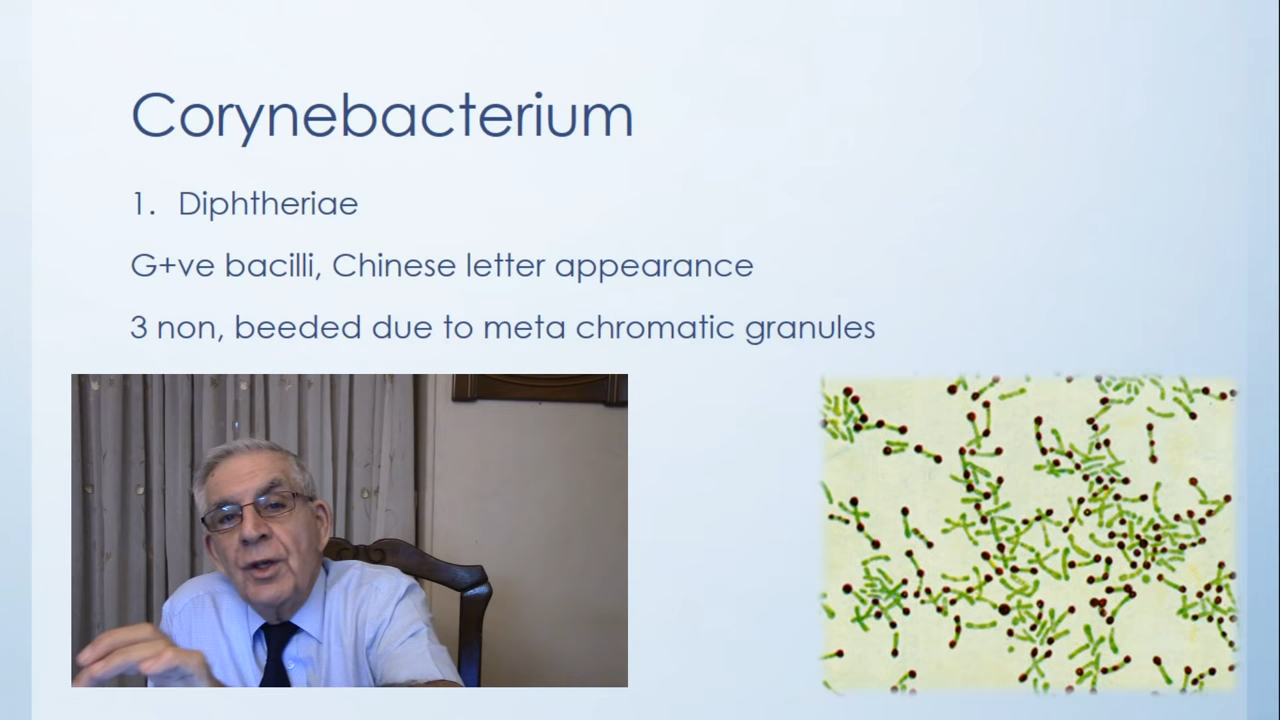 Corynebacterium
1. Diphtheriae
G+ve bacilli, Chinese letter appearance
3 non, beeded due to meta chromatic granules